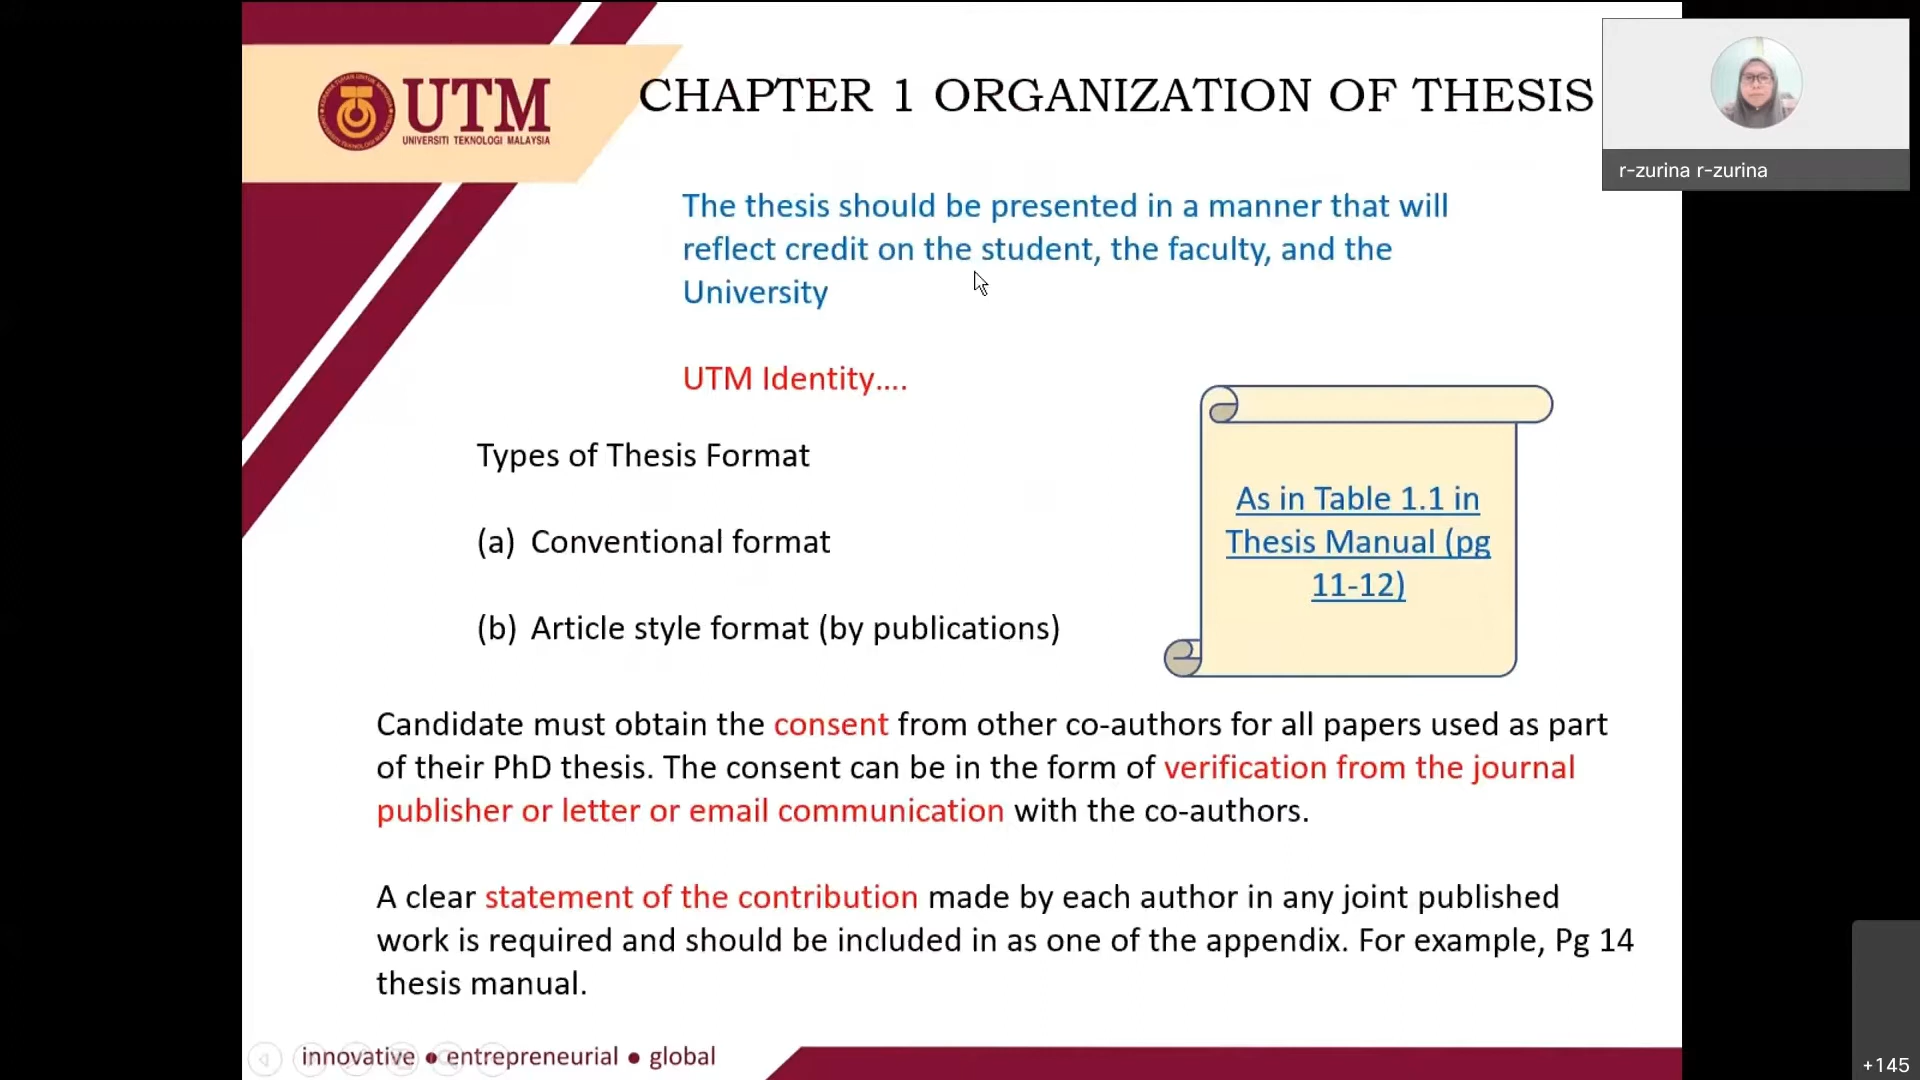 UTM
UNIVERSITI TEKNOLOGI MALAYSIA
CHAPTER 1 ORGANIZATION OF THESIS
r-zurina r-zurina
The thesis should be presented in a manner that will
reflect credit on the student, the faculty, and the
University
UTM Identity....
Types of Thesis Format
(a) Conventional format
(b) Article style format (by publications)
As in Table 1.1 in
Thesis Manual (pg
11-12)
Candidate must obtain the consent from other co-authors for all papers used as part
of their PhD thesis. The consent can be in the form of verification from the journal
publisher or letter or email communication with the co-authors.
A clear statement of the contribution made by each author in any joint published
work is required and should be included in as one of the appendix. For example, Pg 14
thesis manual.
innovative ● entrepreneurial ● global
+145